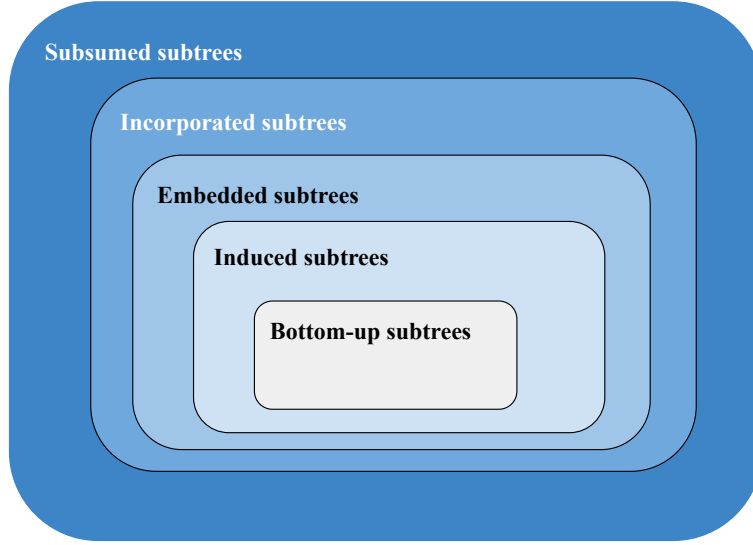 Subsumed subtrees
Incorporated subtrees
Embedded subtrees
Induced subtrees
Bottom-up subtrees